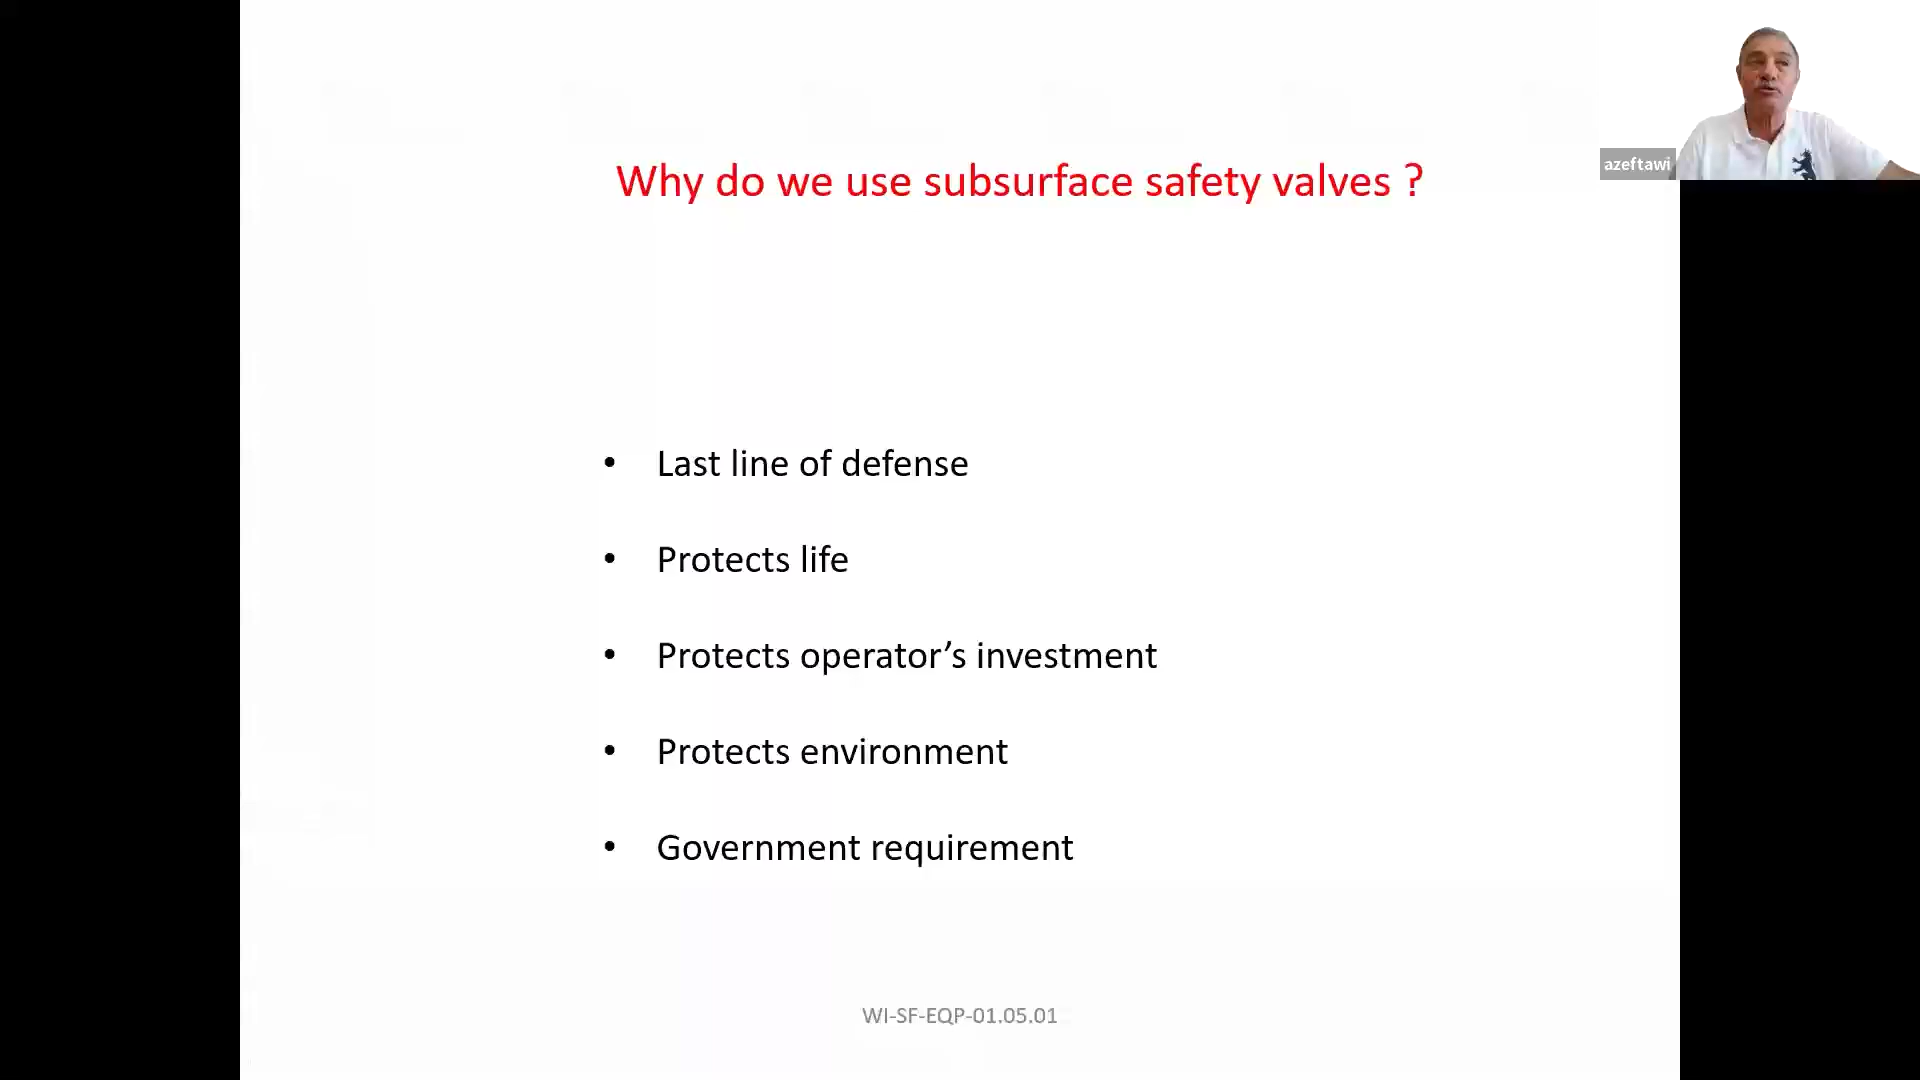 Why do we use subsurface safety valves ?
azeftawi
• Last line of defense
• Protects life
• Protects operator’s investment
• Protects environment
• Government requirement
WI-SF-EQP-01.05.01